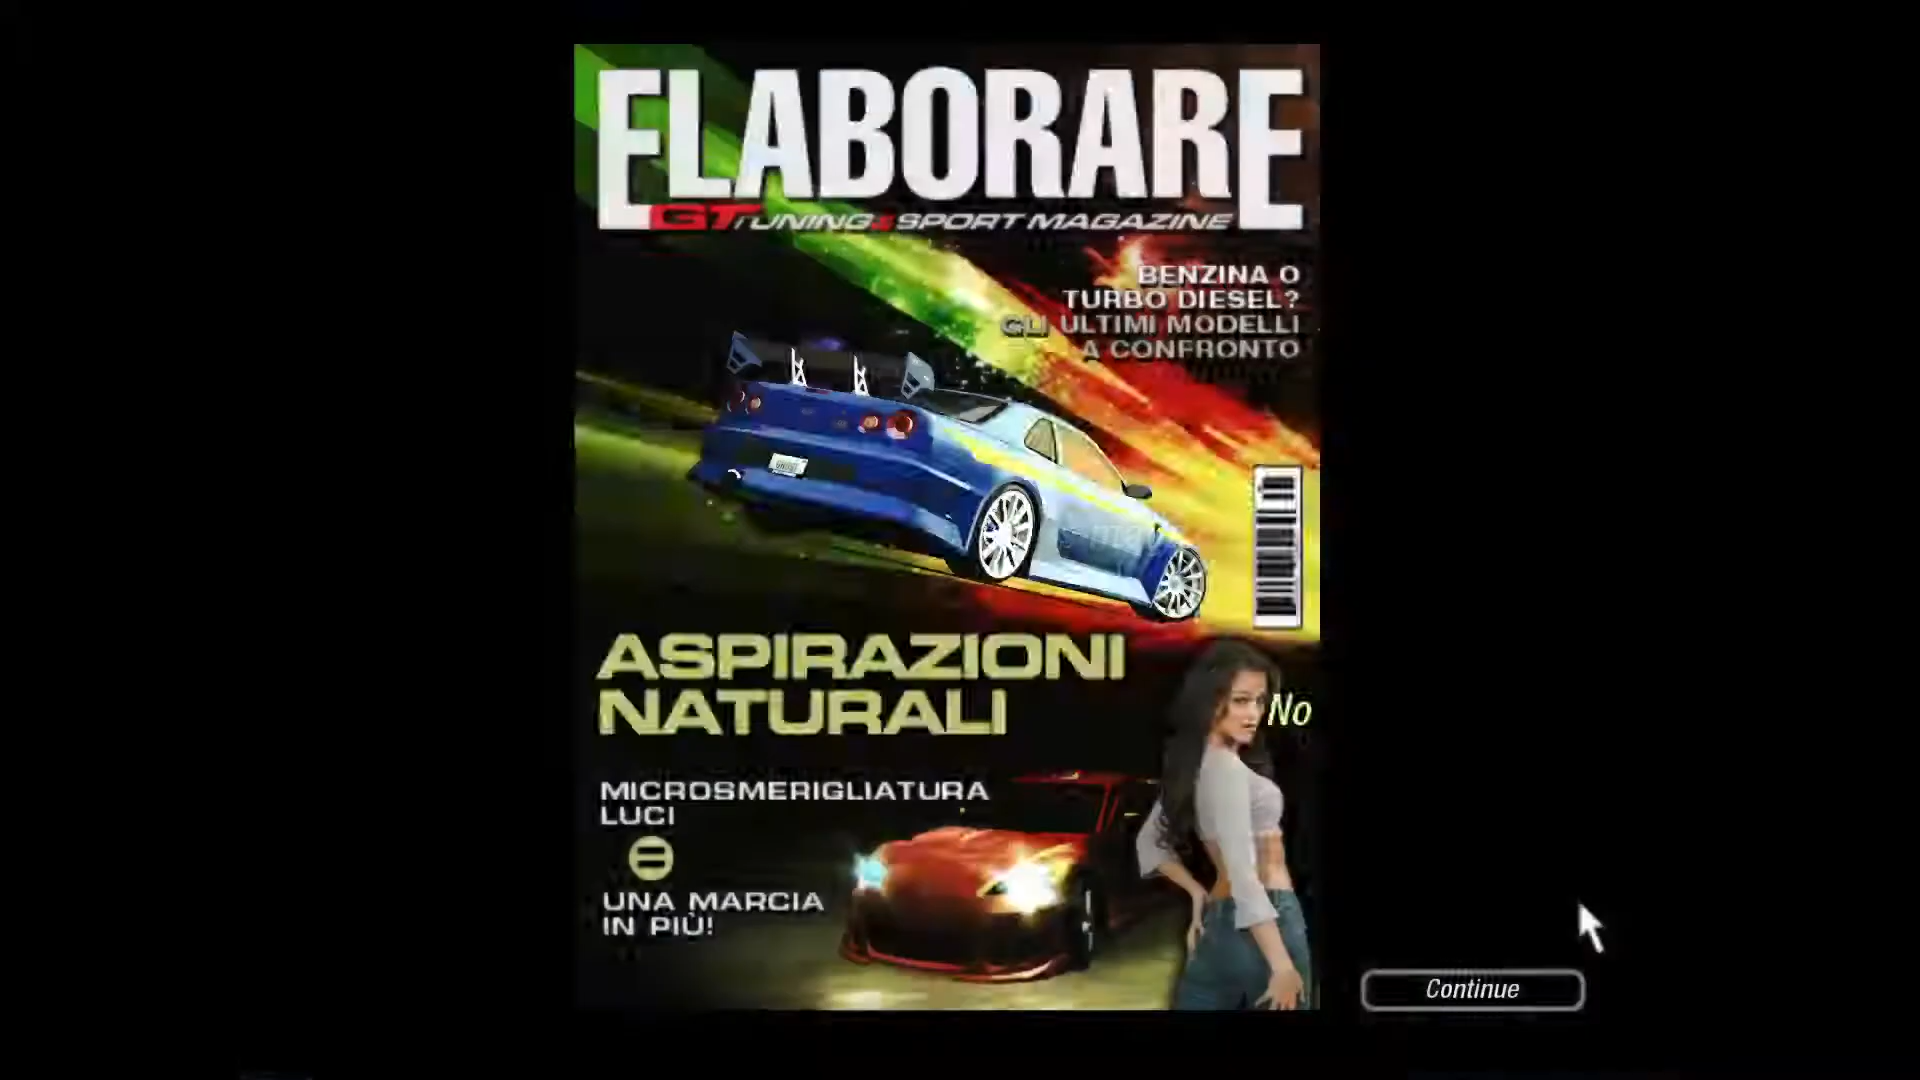 ELABORARE
GT TUNING & SPORT MAGAZINE
BENZINA O
TURBO DIESEL?
GLI ULTIMI MODELLI
A CONFRONTO
ASPIRAZIONI
NATURALI
No
MICROSMERIGLIATURA
LUCI
UNA MARCIA
IN PIÙ!
Continue